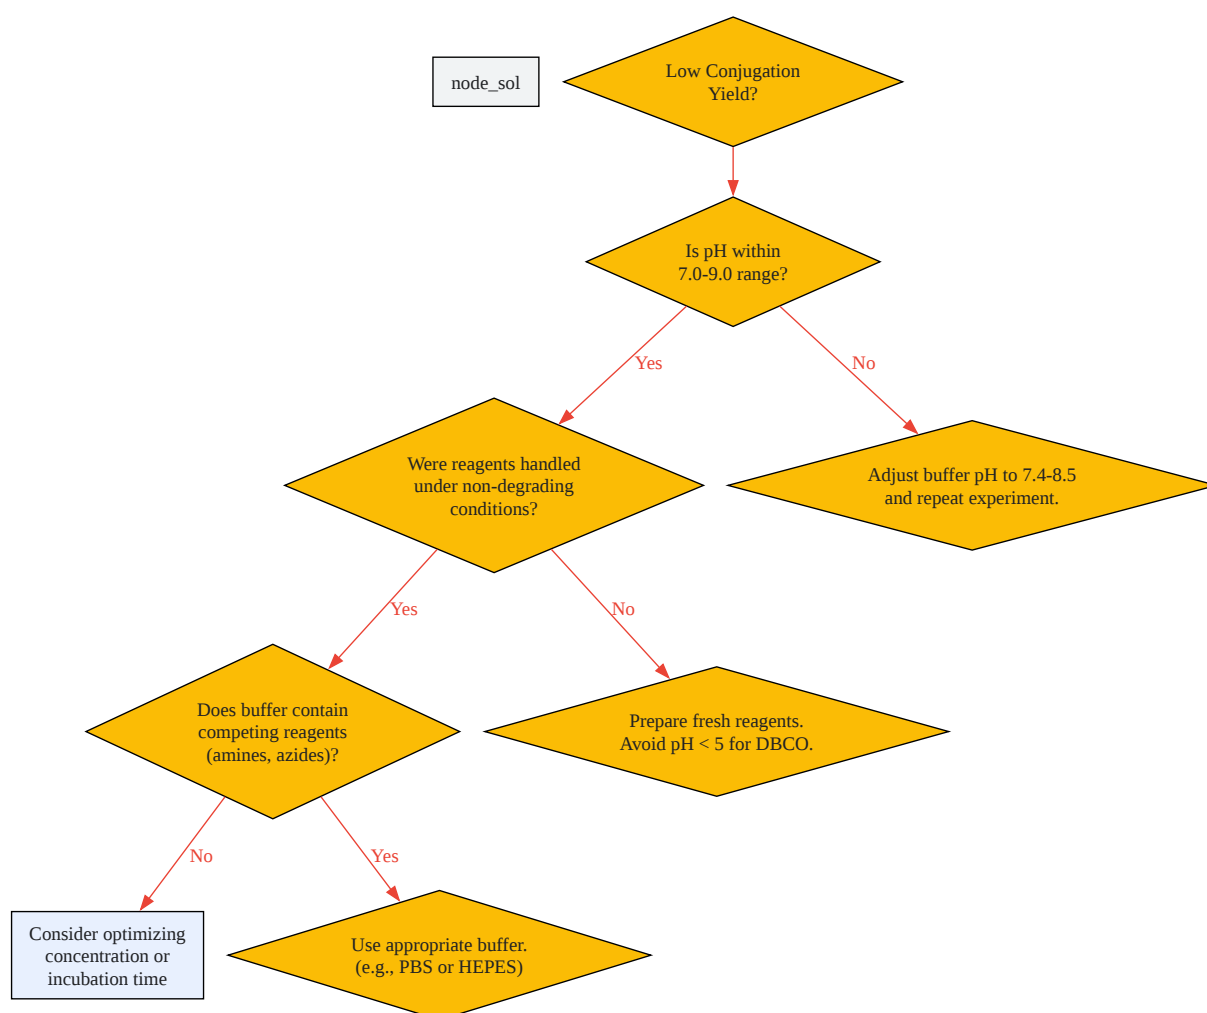 node_sol
Low Conjugation
Yield?
Is pH within
7.0-9.0 range?
Yes
No
Were reagents handled
under non-degrading
conditions?
Adjust buffer pH to 7.4-8.5
and repeat experiment.
Yes
No
Does buffer contain
competing reagents
(amines, azides)?
Prepare fresh reagents.
Avoid pH < 5 for DBCO.
No
Yes
Consider optimizing
concentration or
incubation time
Use appropriate buffer.
(e.g., PBS or HEPES)